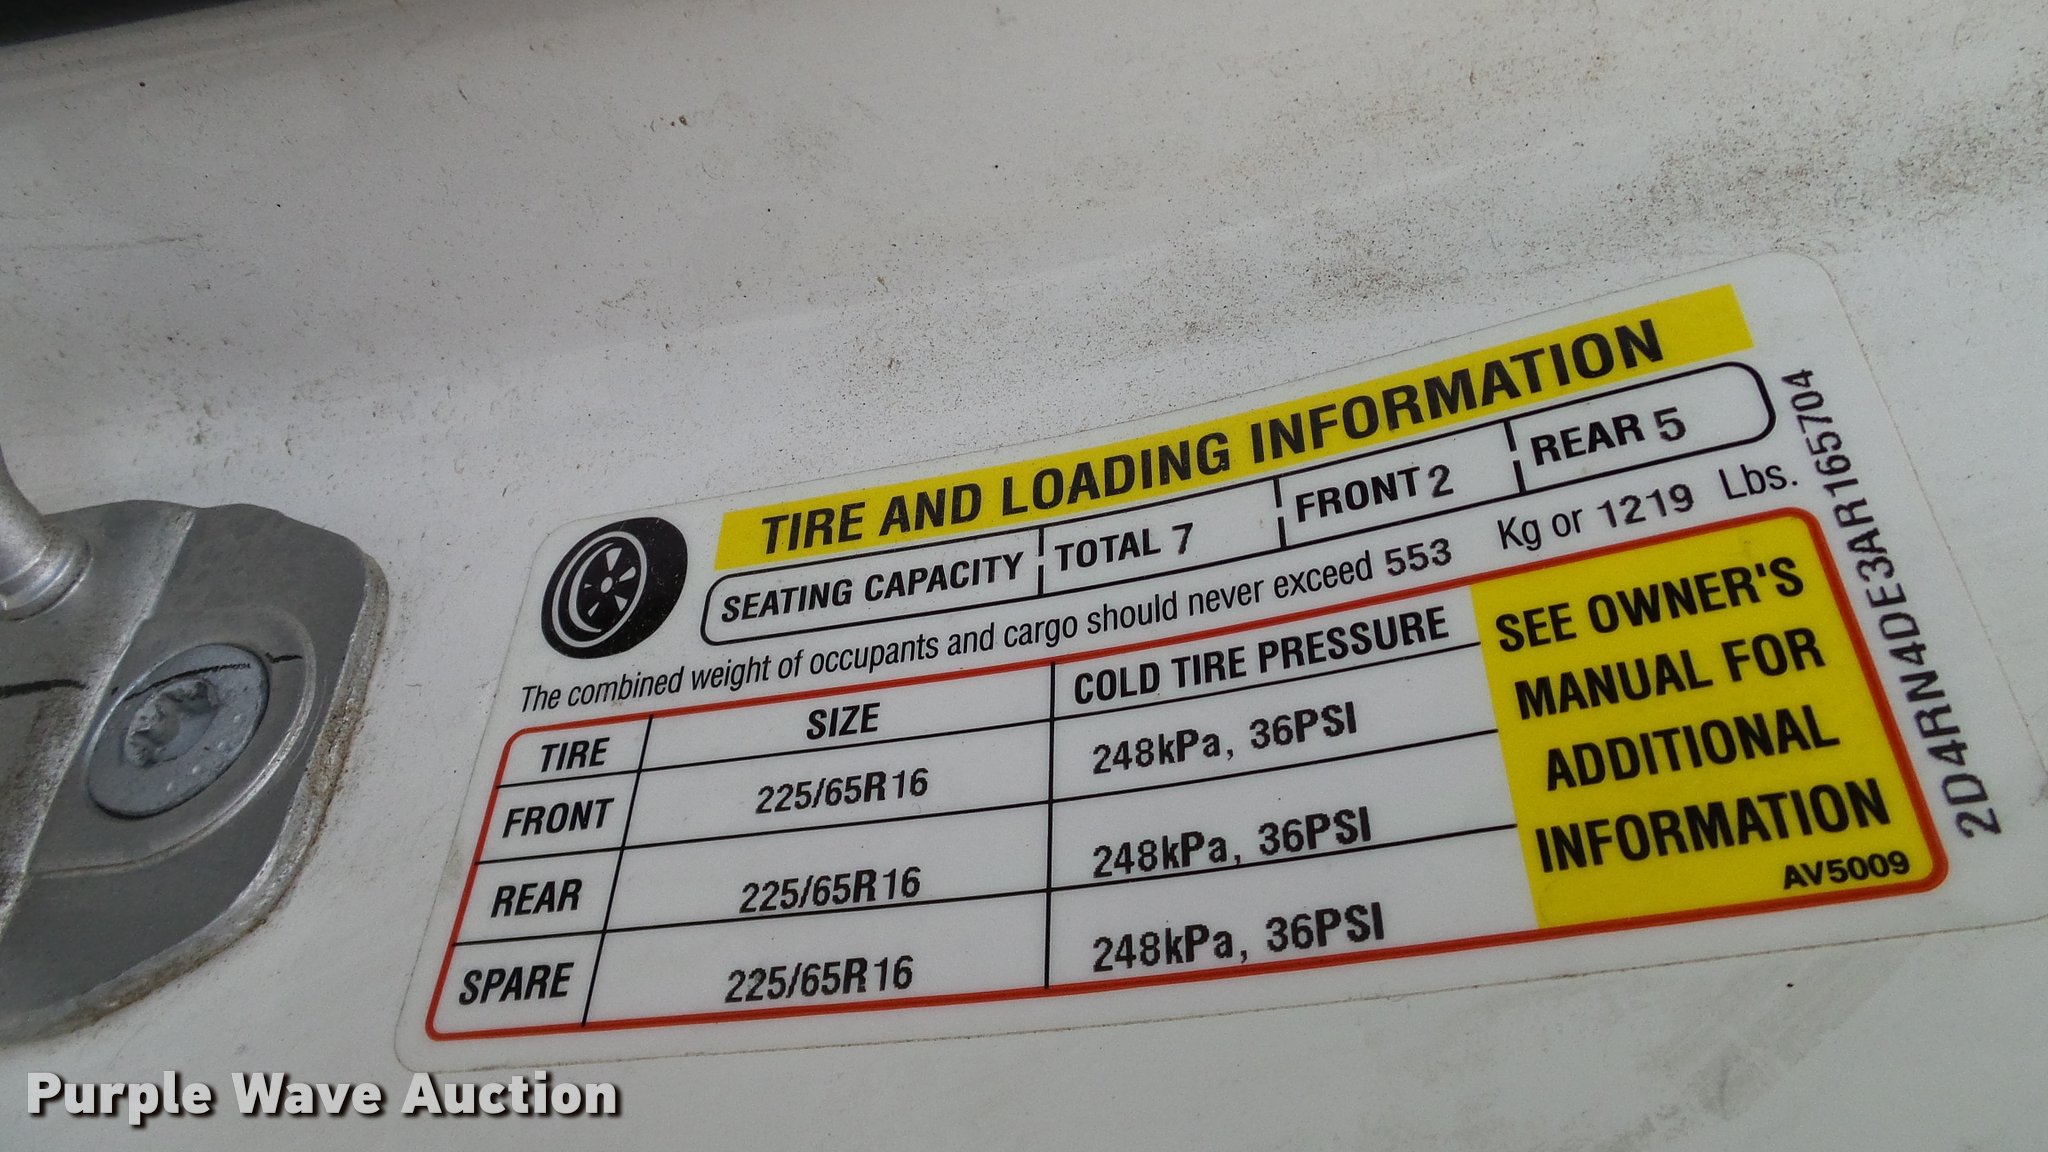 TIRE AND LOADING INFORMATION
SEATING CAPACITY TOTAL 7 FRONT 2 REAR 5
The combined weight of occupants and cargo should never exceed 553 Kg or 1219 Lbs.
TIRE SIZE COLD TIRE PRESSURE
FRONT 225/65R16 248kPa, 36PSI
REAR 225/65R16 248kPa, 36PSI
SPARE 225/65R16 248kPa, 36PSI
SEE OWNER'S
MANUAL FOR
ADDITIONAL
INFORMATION
AV5009
2D4RN4DE3AR165704
Purple Wave Auction